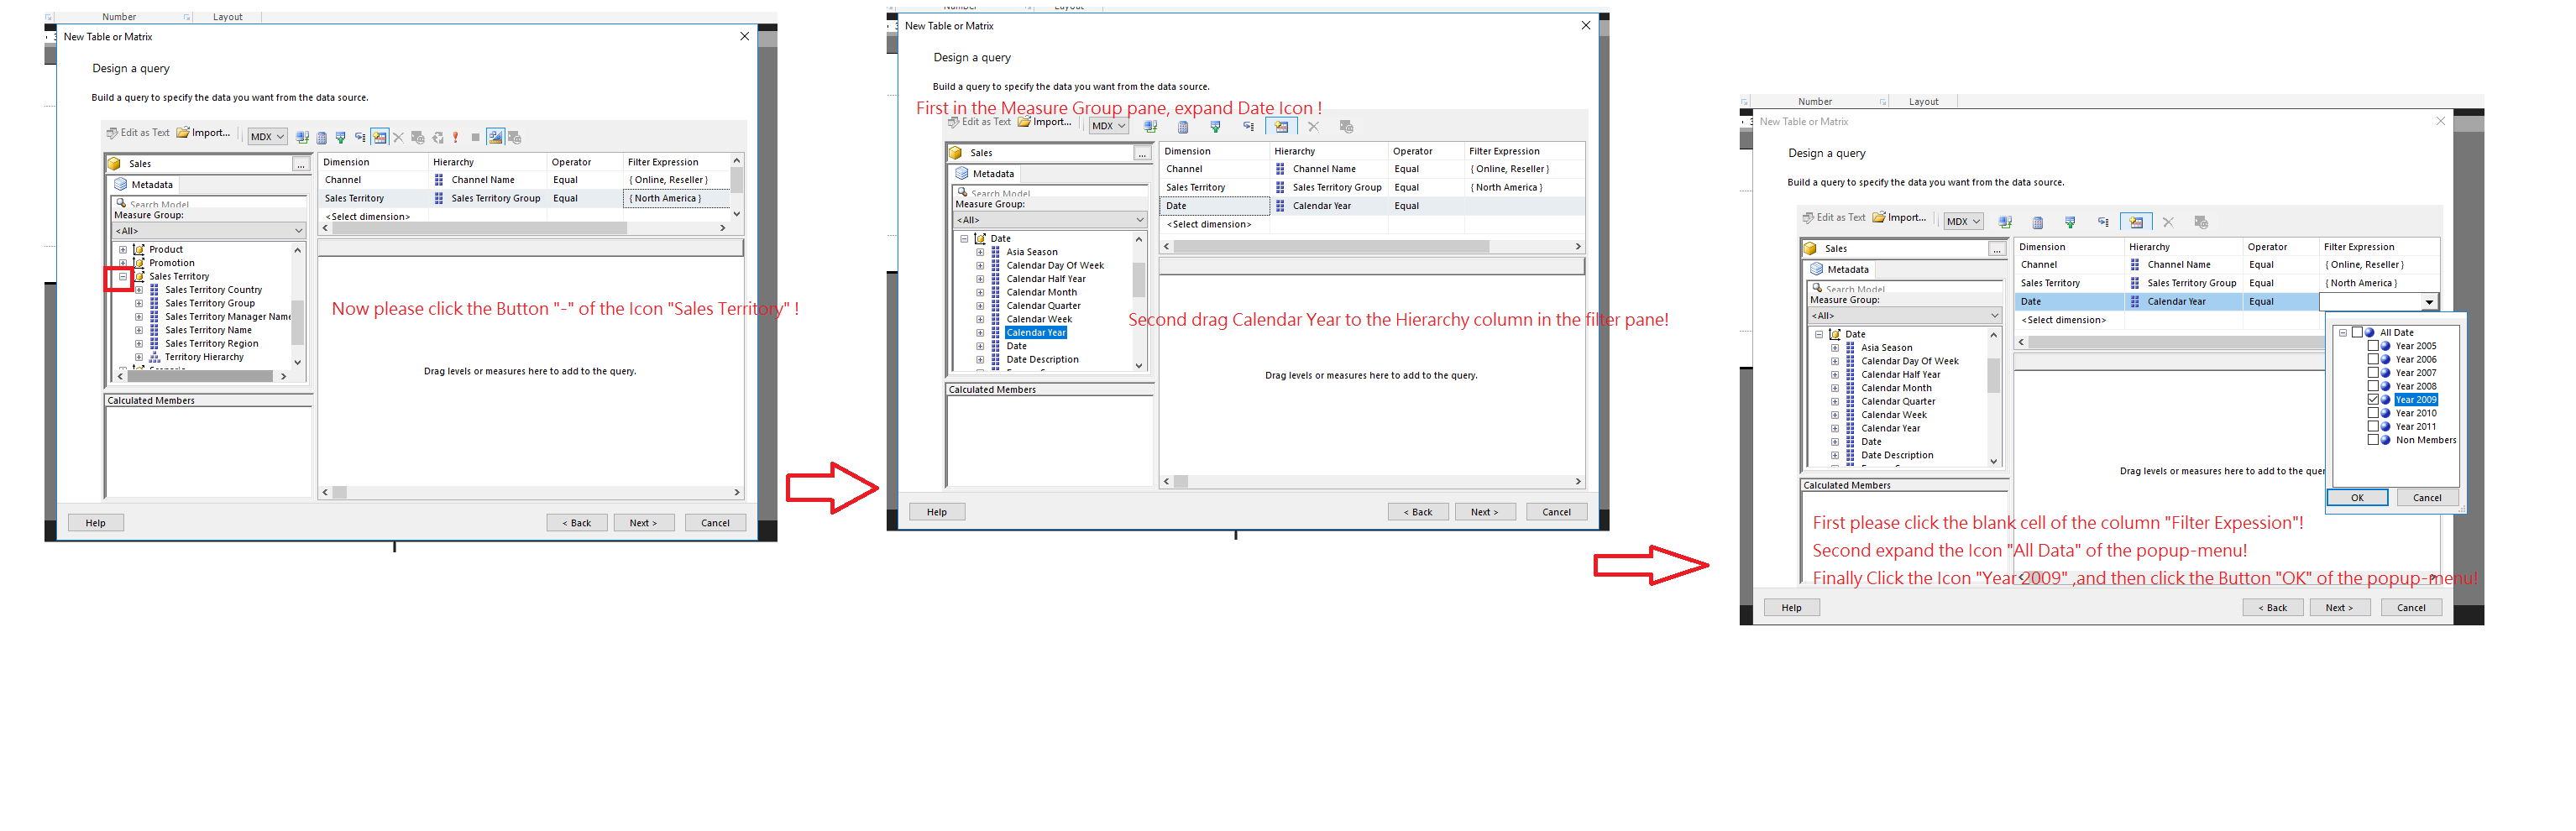 Number Layout
New Table or Matrix
Design a query
Build a query to specify the data you want from the data source.
Edit as Text Import... MDX
Sales ...
Metadata
Search Model
Measure Group:
<All>
Product
Promotion
Sales Territory
Sales Territory Country
Sales Territory Group
Sales Territory Manager Name
Sales Territory Name
Sales Territory Region
Territory Hierarchy
Calculated Members
Dimension Hierarchy Operator Filter Expression
Channel Channel Name Equal { Online, Reseller }
Sales Territory Sales Territory Group Equal { North America }
<Select dimension>
Now please click the Button "-" of the Icon "Sales Territory" !
Drag levels or measures here to add to the query.
Help < Back Next > Cancel
Number Layout
New Table or Matrix
Design a query
Build a query to specify the data you want from the data source.
First in the Measure Group pane, expand Date Icon !
Edit as Text Import... MDX
Sales ...
Metadata
Search Model
Measure Group:
<All>
Date
Asia Season
Calendar Day Of Week
Calendar Half Year
Calendar Month
Calendar Quarter
Calendar Week
Calendar Year
Date
Date Description
Calculated Members
Dimension Hierarchy Operator Filter Expression
Channel Channel Name Equal { Online, Reseller }
Sales Territory Sales Territory Group Equal { North America }
Date Calendar Year Equal
<Select dimension>
Second drag Calendar Year to the Hierarchy column in the filter pane!
Drag levels or measures here to add to the query.
Help < Back Next > Cancel
Number Layout
New Table or Matrix
Design a query
Build a query to specify the data you want from the data source.
Edit as Text Import... MDX
Sales ...
Metadata
Search Model
Measure Group:
<All>
Date
Asia Season
Calendar Day Of Week
Calendar Half Year
Calendar Month
Calendar Quarter
Calendar Week
Calendar Year
Date
Date Description
Calculated Members
Dimension Hierarchy Operator Filter Expression
Channel Channel Name Equal { Online, Reseller }
Sales Territory Sales Territory Group Equal { North America }
Date Calendar Year Equal
<Select dimension>
All Date
Year 2005
Year 2006
Year 2007
Year 2008
Year 2009
Year 2010
Year 2011
Non Members
OK Cancel
Drag levels or measures here to add to the quer
First please click the blank cell of the column "Filter Expession"!
Second expand the Icon "All Data" of the popup-menu!
Finally Click the Icon "Year 2009" ,and then click the Button "OK" of the popup-menu!
Help < Back Next > Cancel